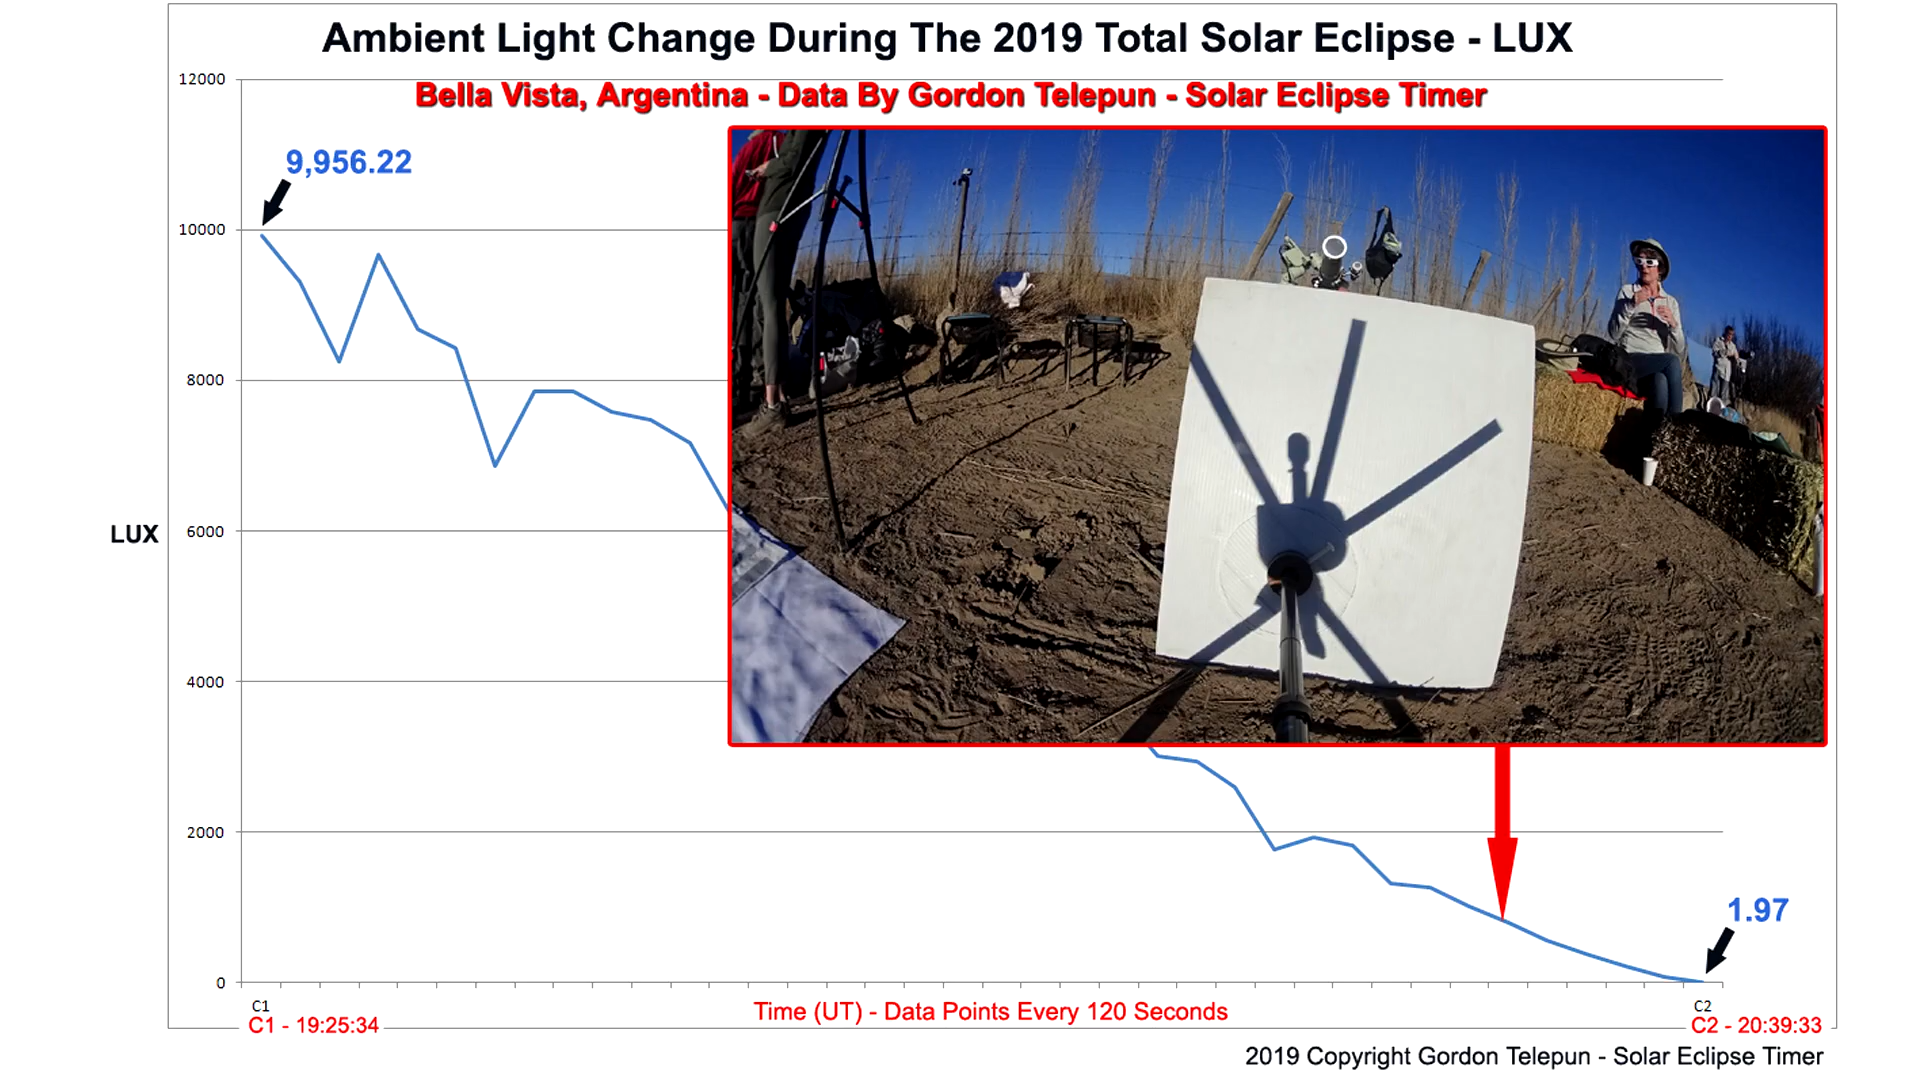 Ambient Light Change During The 2019 Total Solar Eclipse - LUX
Bella Vista, Argentina - Data By Gordon Telepun - Solar Eclipse Timer
12000
9,956.22
10000
8000
LUX
6000
4000
2000
1.97
0
C1
C2
Time (UT) - Data Points Every 120 Seconds
C1 - 19:25:34
C2 - 20:39:33
2019 Copyright Gordon Telepun - Solar Eclipse Timer